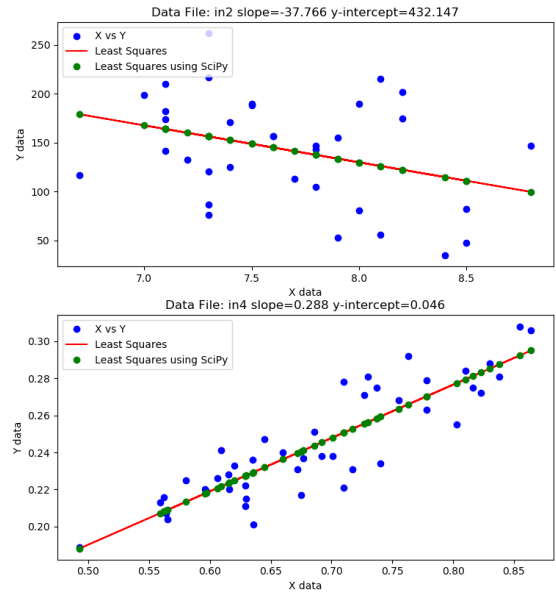 Data File: in2 slope=-37.766 y-intercept=432.147
X vs Y
Least Squares
Least Squares using SciPy
Y data
250
200
150
100
50
7.0 7.5 8.0 8.5
X data
Data File: in4 slope=0.288 y-intercept=0.046
X vs Y
Least Squares
Least Squares using SciPy
Y data
0.30
0.28
0.26
0.24
0.22
0.20
0.50 0.55 0.60 0.65 0.70 0.75 0.80 0.85
X data